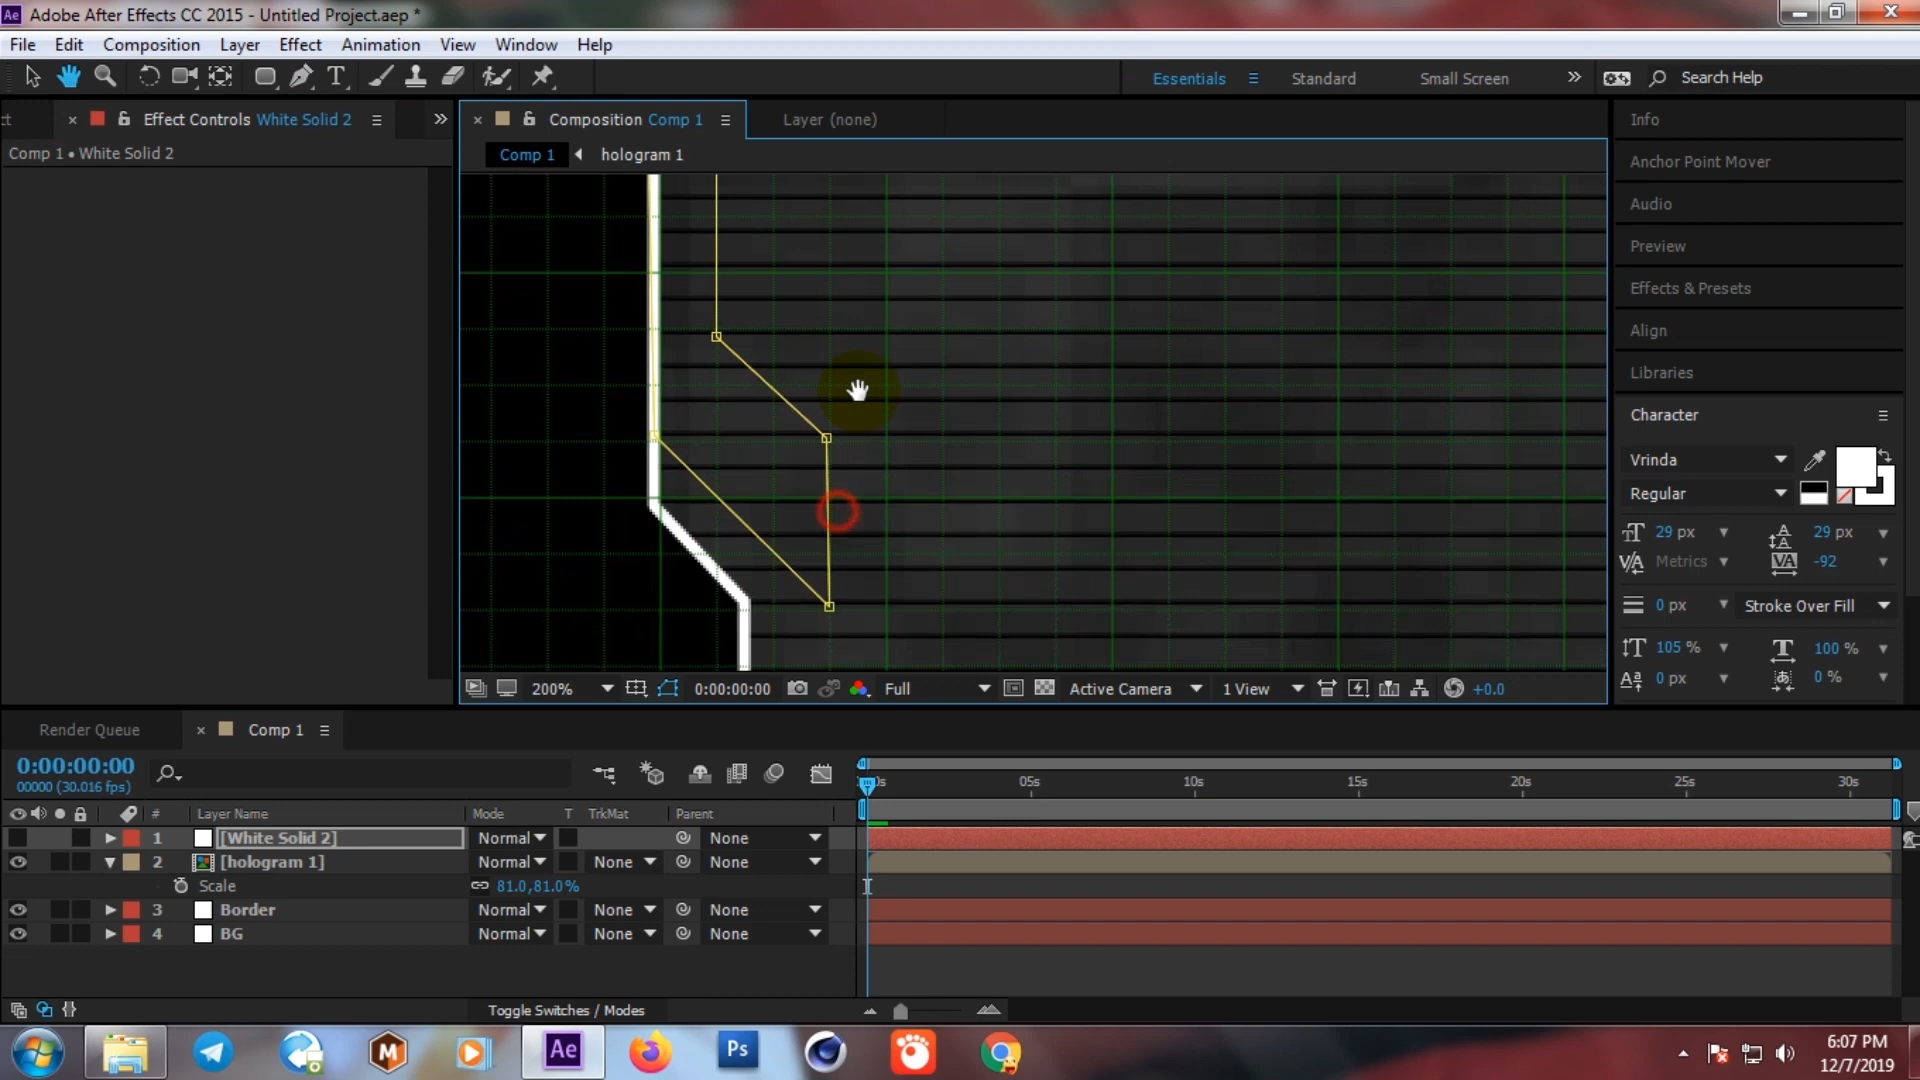 Ae Adobe After Effects CC 2015 - Untitled Project.aep *
File Edit Composition Layer Effect Animation View Window Help
T Essentials Standard Small Screen Search Help
ct Effect Controls White Solid 2
Composition Comp 1 Layer (none)
Comp 1 • White Solid 2
Comp 1 hologram 1
Info
Anchor Point Mover
Audio
Preview
Effects & Presets
Align
Libraries
Character
Vrinda
Regular
29 px 29 px
Metrics -92
0 px Stroke Over Fill
105 % 100 %
0 px 0 %
200% 0:00:00:00 Full Active Camera 1 View +0.0
Render Queue Comp 1
0:00:00:00
00000 (30.016 fps)
:00s 05s 10s 15s 20s 25s 30s
# Layer Name Mode T TrkMat Parent
1 [White Solid 2] Normal None
2 [hologram 1] Normal None None
Scale 81.0,81.0%
3 Border Normal None None
4 BG Normal None None
Toggle Switches / Modes
Ae Ps
6:07 PM
12/7/2019